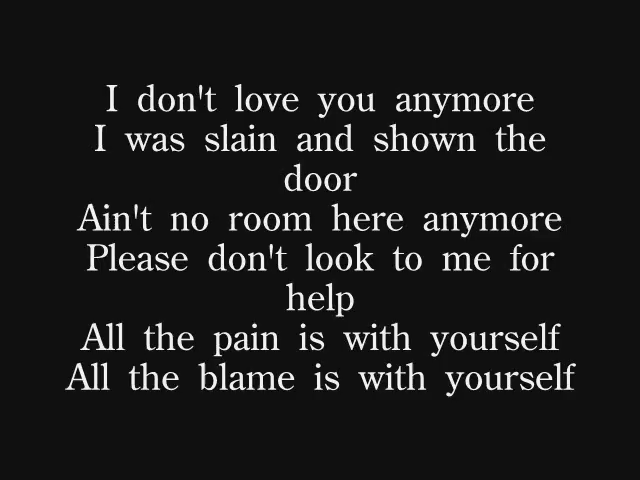 I don't love you anymore
I was slain and shown the
door
Ain't no room here anymore
Please don't look to me for
help
All the pain is with yourself
All the blame is with yourself